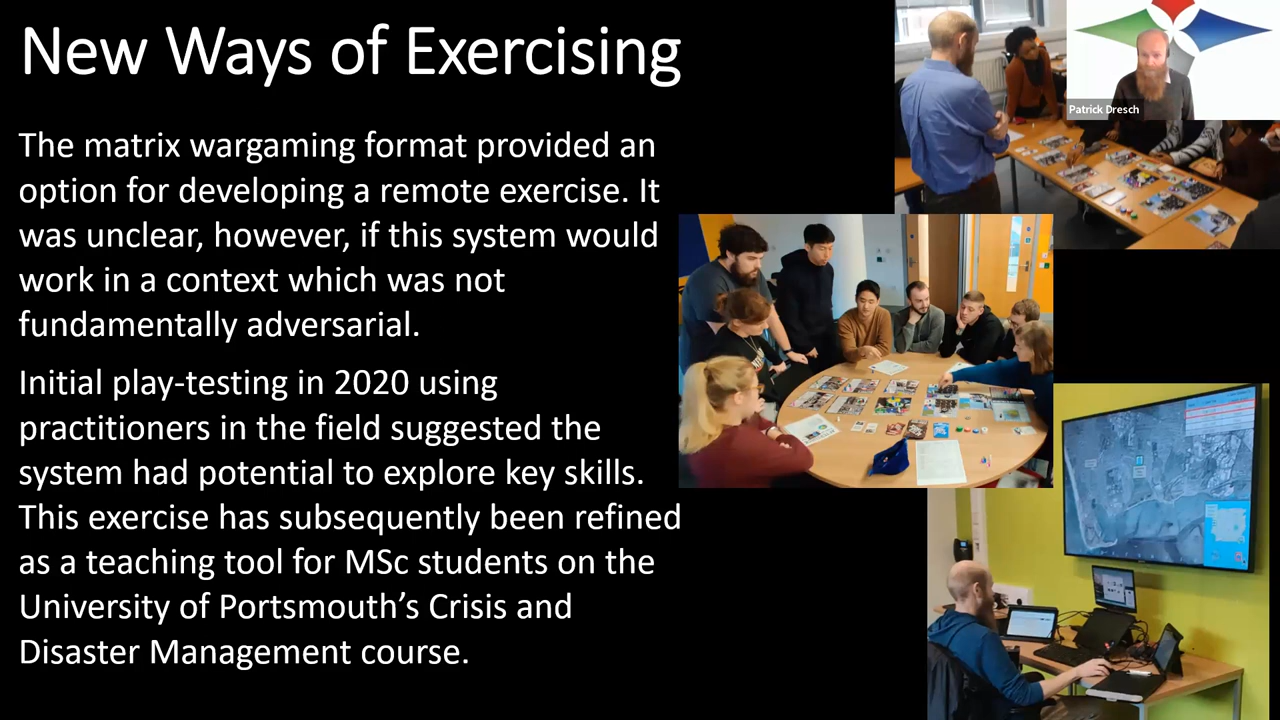 New Ways of Exercising
Patrick Dresch
The matrix wargaming format provided an
option for developing a remote exercise. It
was unclear, however, if this system would
work in a context which was not
fundamentally adversarial.
Initial play-testing in 2020 using
practitioners in the field suggested the
system had potential to explore key skills.
This exercise has subsequently been refined
as a teaching tool for MSc students on the
University of Portsmouth’s Crisis and
Disaster Management course.